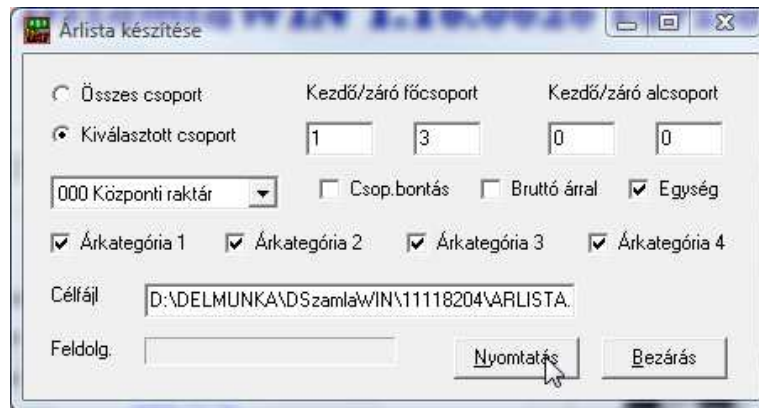 Árlista készítése
Összes csoport Kezdő/záró főcsoport Kezdő/záró alcsoport
Kiválasztott csoport 1 3 0 0
000 Központi raktár Csop.bontás Bruttó árral Egység
Árkategória 1 Árkategória 2 Árkategória 3 Árkategória 4
Célfájl D:\DELMUNKA\DSzamlaWIN\11118204\ARLISTA.
Feldolg. Nyomtatás Bezárás